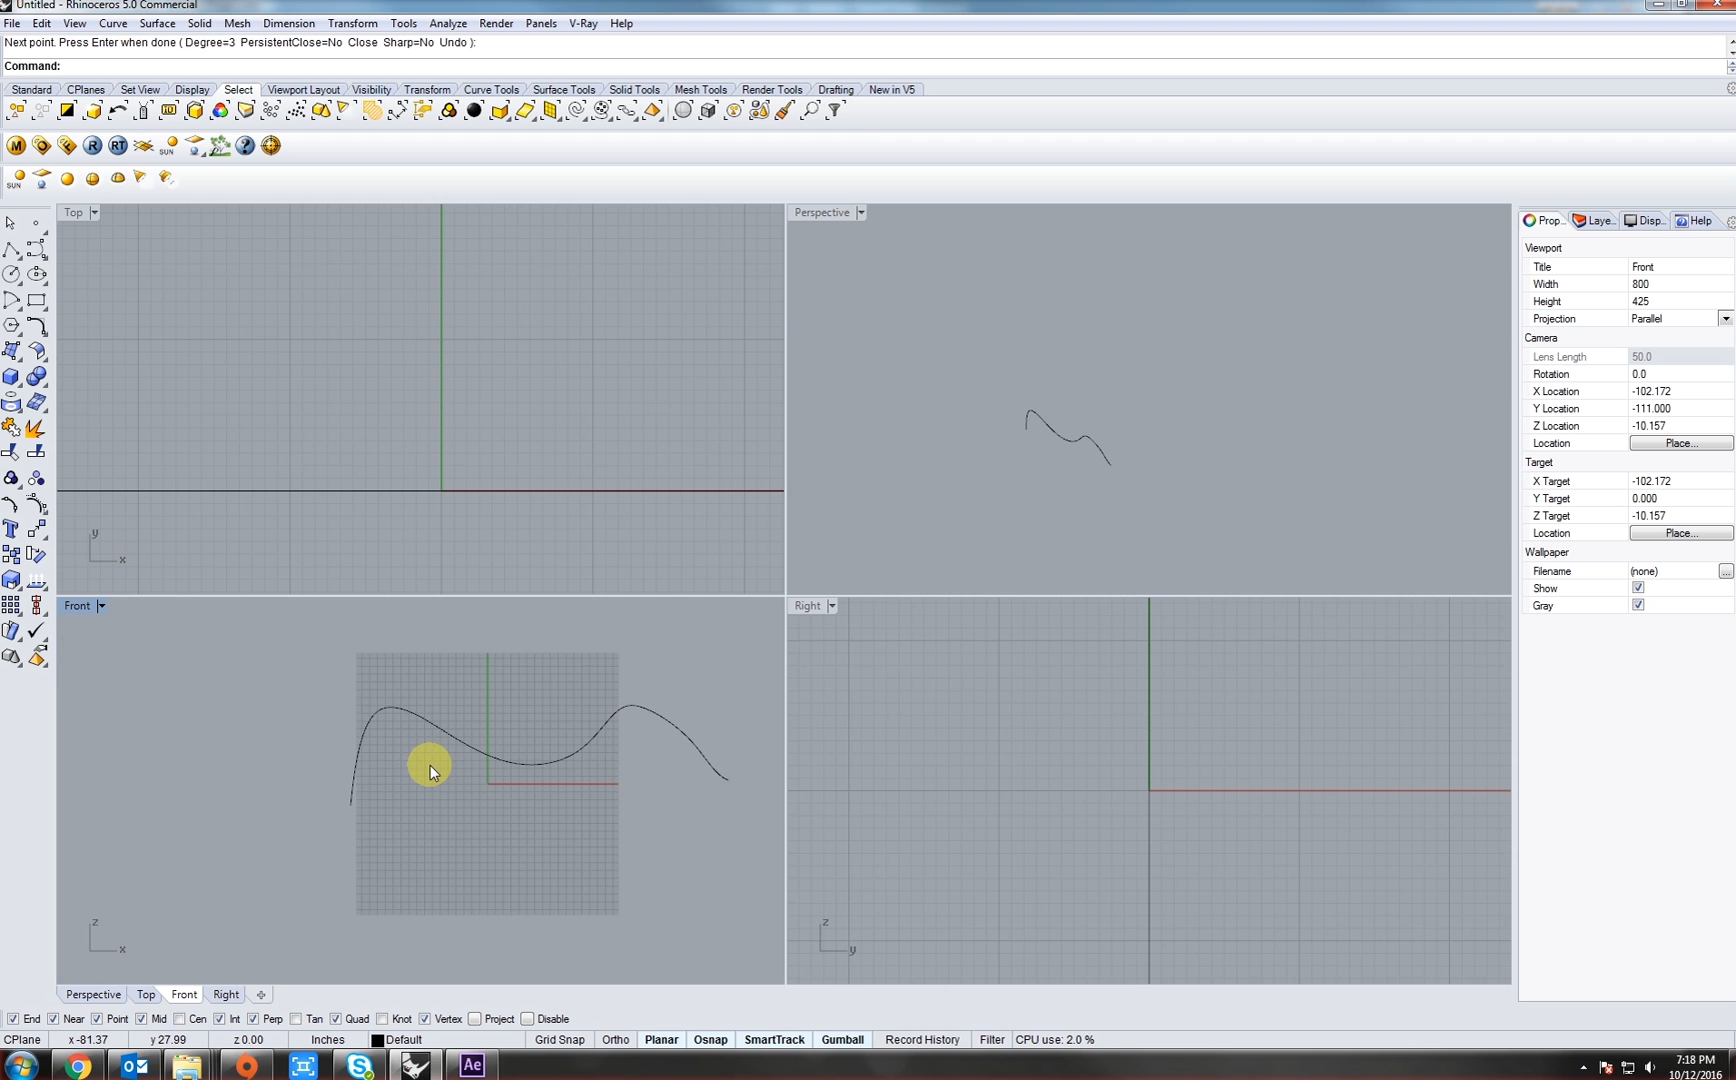 Untitled - Rhinoceros 5.0 Commercial
File Edit View Curve Surface Solid Mesh Dimension Transform Tools Analyze Render Panels V-Ray Help
Next point. Press Enter when done ( Degree=3 PersistentClose=No Close Sharp=No Undo ):
Command:
Standard CPlanes Set View Display Select Viewport Layout Visibility Transform Curve Tools Surface Tools Solid Tools Mesh Tools Render Tools Drafting New in V5
M O R RT SUN ?
SUN
Top
Perspective
Prop... Laye... Disp... Help
Viewport
Title Front
Width 800
Height 425
Projection Parallel
Camera
Lens Length 50.0
Rotation 0.0
X Location -102.172
Y Location -111.000
Z Location -10.157
Location Place...
Target
X Target -102.172
Y Target 0.000
Z Target -10.157
Location Place...
Wallpaper
Filename (none) ...
Show
Gray
y
x
Front
Right
z
x
z
y
Perspective Top Front Right
End Near Point Mid Cen Int Perp Tan Quad Knot Vertex Project Disable
CPlane x -81.37 y 27.99 z 0.00 Inches Default Grid Snap Ortho Planar Osnap SmartTrack Gumball Record History Filter CPU use: 2.0 %
Ae
7:18 PM
10/12/2016